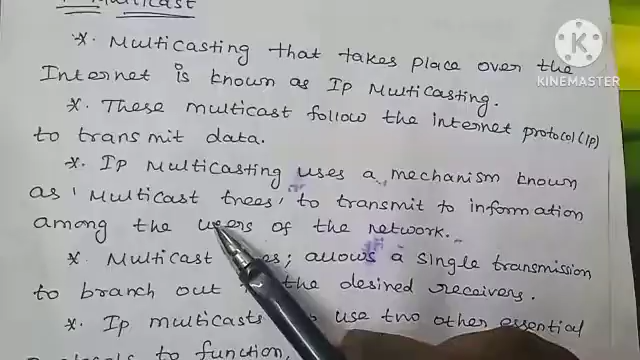 Multicast
* Multicasting that takes place over the
Internet is known as Ip Multicasting.
* These multicast follow the internet protocol(IP)
to transmit data.
* Ip Multicasting uses a mechanism known
as 'Multicast trees' to transmit to information
among the users of the network.
* Multicast ; allows a single transmission
to branch out the desired receivers.
* Ip multicasts use two other essential
to function,
K
KINEMASTER